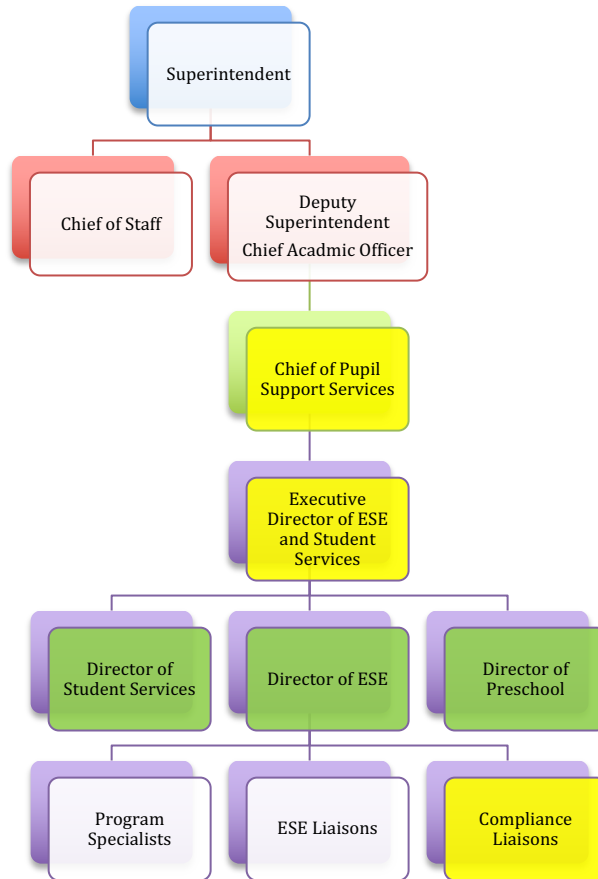 Superintendent
Chief of Staff
Deputy
Superintendent
Chief Acadmic Officer
Chief of Pupil
Support Services
Executive
Director of ESE
and Student
Services
Director of
Student Services
Director of ESE
Director of
Preschool
Program
Specialists
ESE Liaisons
Compliance
Liaisons